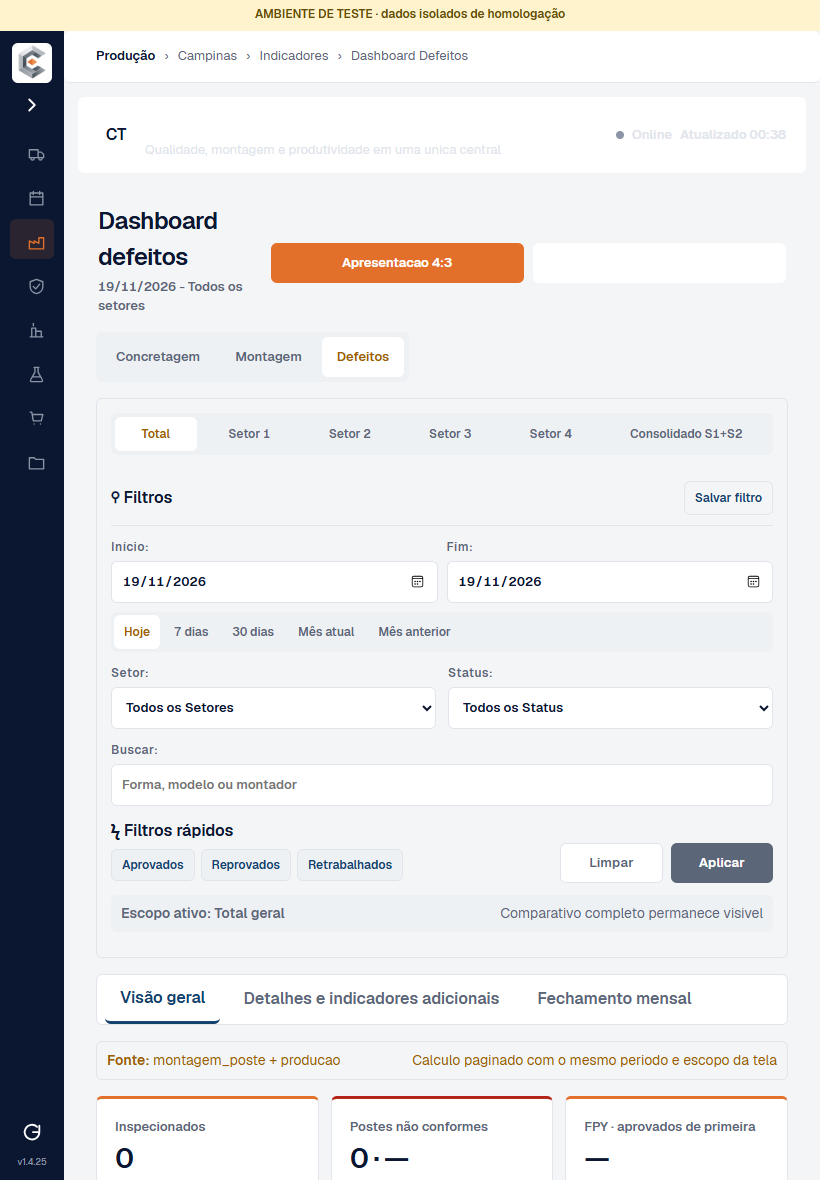 AMBIENTE DE TESTE · dados isolados de homologação
Produção › Campinas › Indicadores › Dashboard Defeitos
CT
Qualidade, montagem e produtividade em uma unica central
Online Atualizado 00:38
Dashboard
defeitos
19/11/2026 - Todos os
setores
Apresentacao 4:3
Concretagem Montagem Defeitos
Total Setor 1 Setor 2 Setor 3 Setor 4 Consolidado S1+S2
Filtros
Salvar filtro
Início: Fim:
19/11/2026 19/11/2026
Hoje 7 dias 30 dias Mês atual Mês anterior
Setor: Status:
Todos os Setores Todos os Status
Buscar:
Forma, modelo ou montador
Filtros rápidos
Aprovados Reprovados Retrabalhados
Limpar Aplicar
Escopo ativo: Total geral Comparativo completo permanece visivel
Visão geral Detalhes e indicadores adicionais Fechamento mensal
Fonte: montagem_poste + producao Calculo paginado com o mesmo periodo e escopo da tela
Inspecionados Postes não conformes FPY · aprovados de primeira
0 0 · — —
v1.4.25